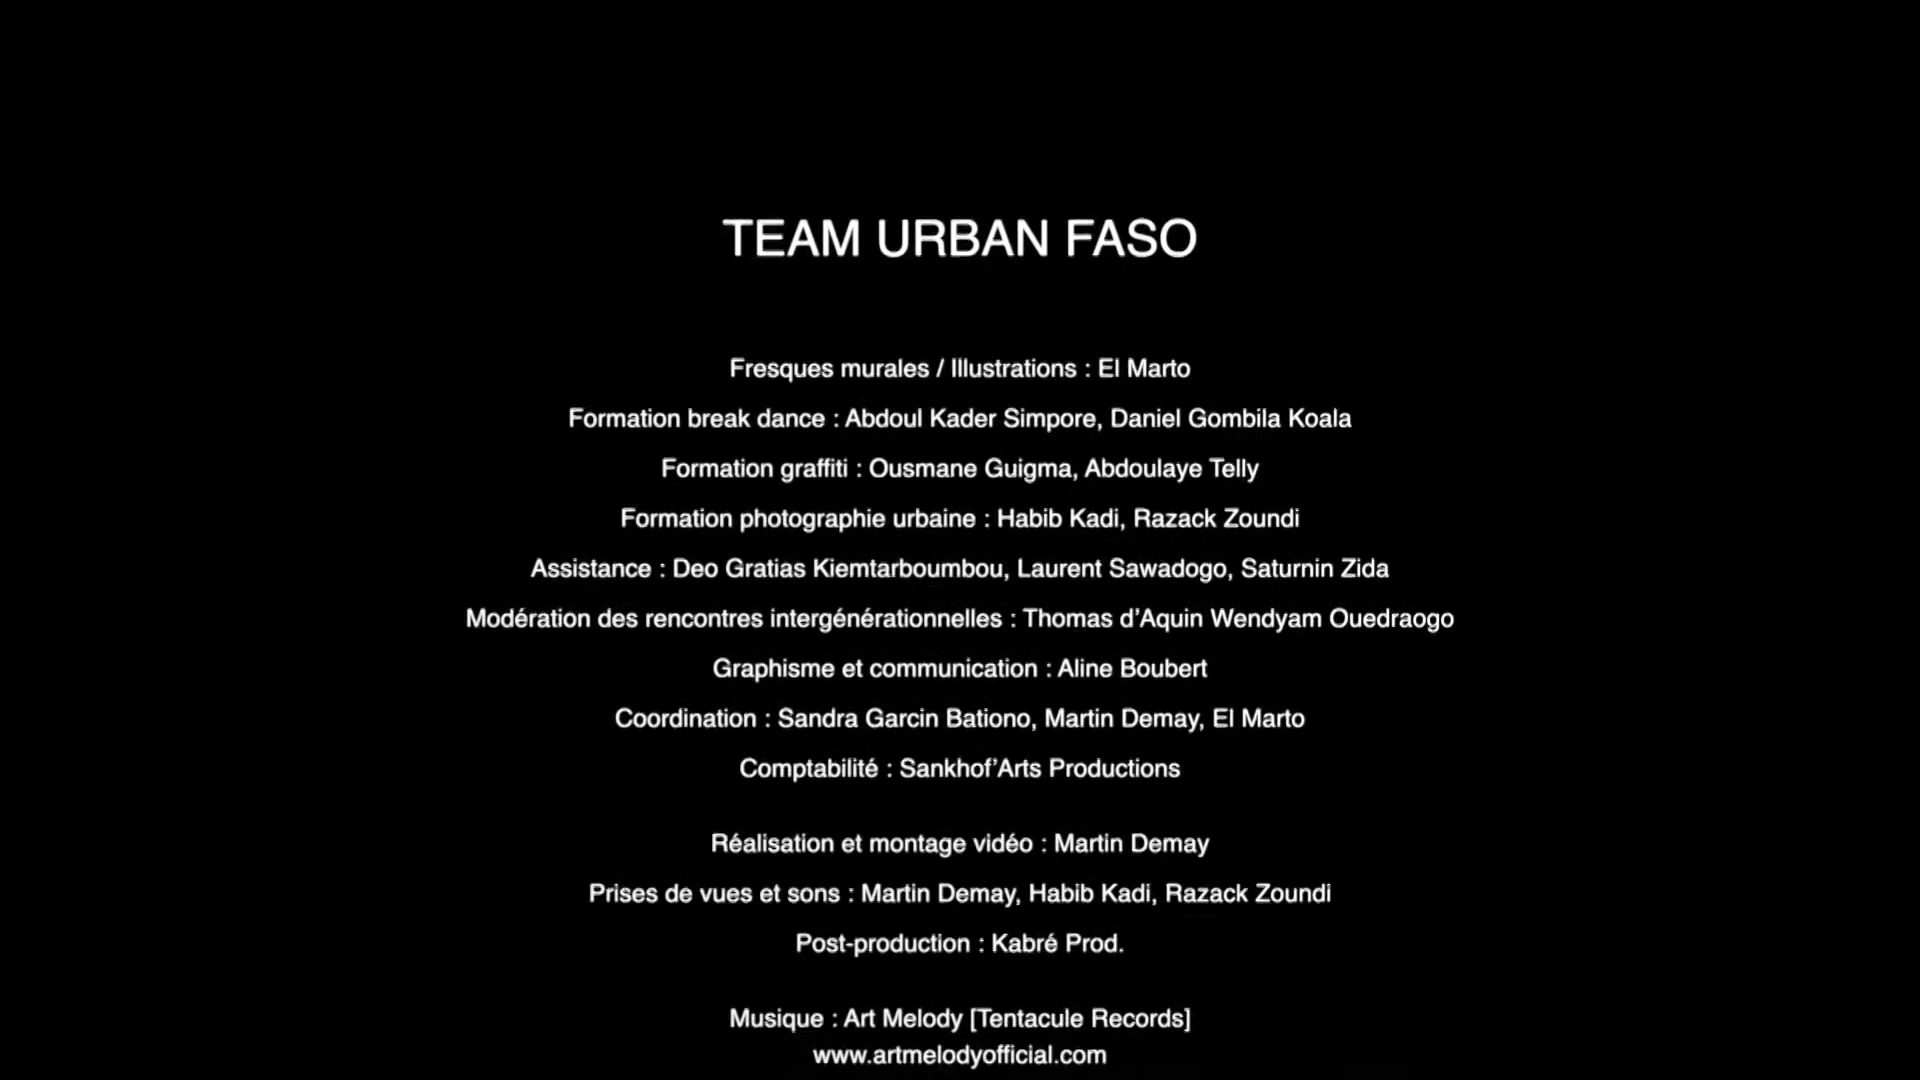 TEAM URBAN FASO
Fresques murales / Illustrations : El Marto
Formation break dance : Abdoul Kader Simpore, Daniel Gombila Koala
Formation graffiti : Ousmane Guigma, Abdoulaye Telly
Formation photographie urbaine : Habib Kadi, Razack Zoundi
Assistance : Deo Gratias Kiemtarboumbou, Laurent Sawadogo, Saturnin Zida
Modération des rencontres intergénérationnelles : Thomas d’Aquin Wendyam Ouedraogo
Graphisme et communication : Aline Boubert
Coordination : Sandra Garcin Bationo, Martin Demay, El Marto
Comptabilité : Sankhof’Arts Productions
Réalisation et montage vidéo : Martin Demay
Prises de vues et sons : Martin Demay, Habib Kadi, Razack Zoundi
Post-production : Kabré Prod.
Musique : Art Melody [Tentacule Records]
www.artmelodyofficial.com